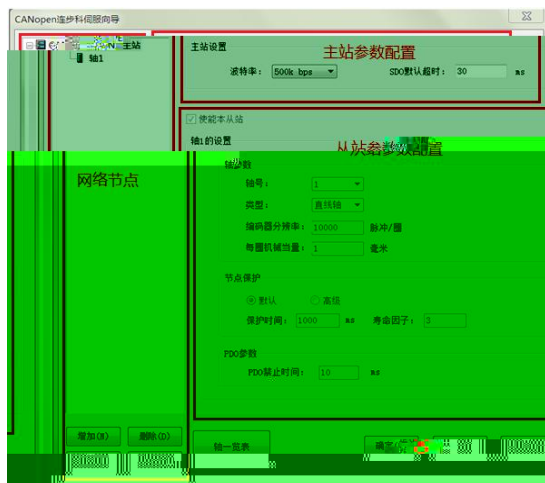 CANopen连步科伺服向导
主站
轴1
网络节点
增加(N) 删除(D)
主站设置
主站参数配置
波特率： 500k bps SDO默认超时： 30 ms
使能本从站
轴1的设置
轴参数
轴号： 1
类型： 直线轴
编码器分辨率： 10000 脉冲/圈
每圈机械当量： 1 毫米
节点保护
默认 高级
保护时间： 1000 ms 寿命因子： 3
PDO参数
PDO禁止时间： 10 ms
轴一览表